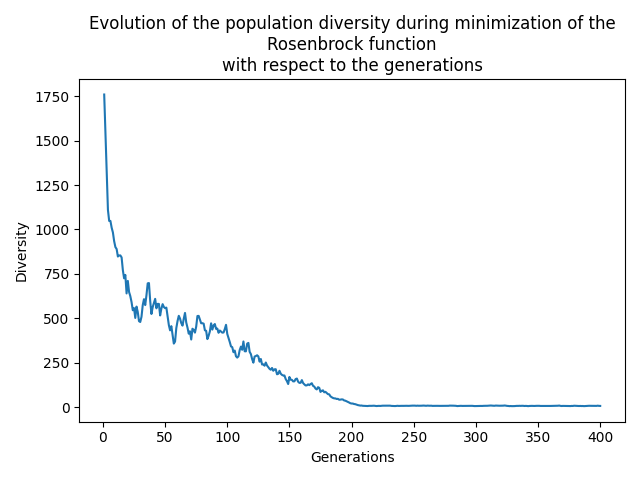 Evolution of the population diversity during minimization of the
Rosenbrock function
with respect to the generations
1750
1500
1250
1000
750
500
250
0
Diversity
0 50 100 150 200 250 300 350 400
Generations